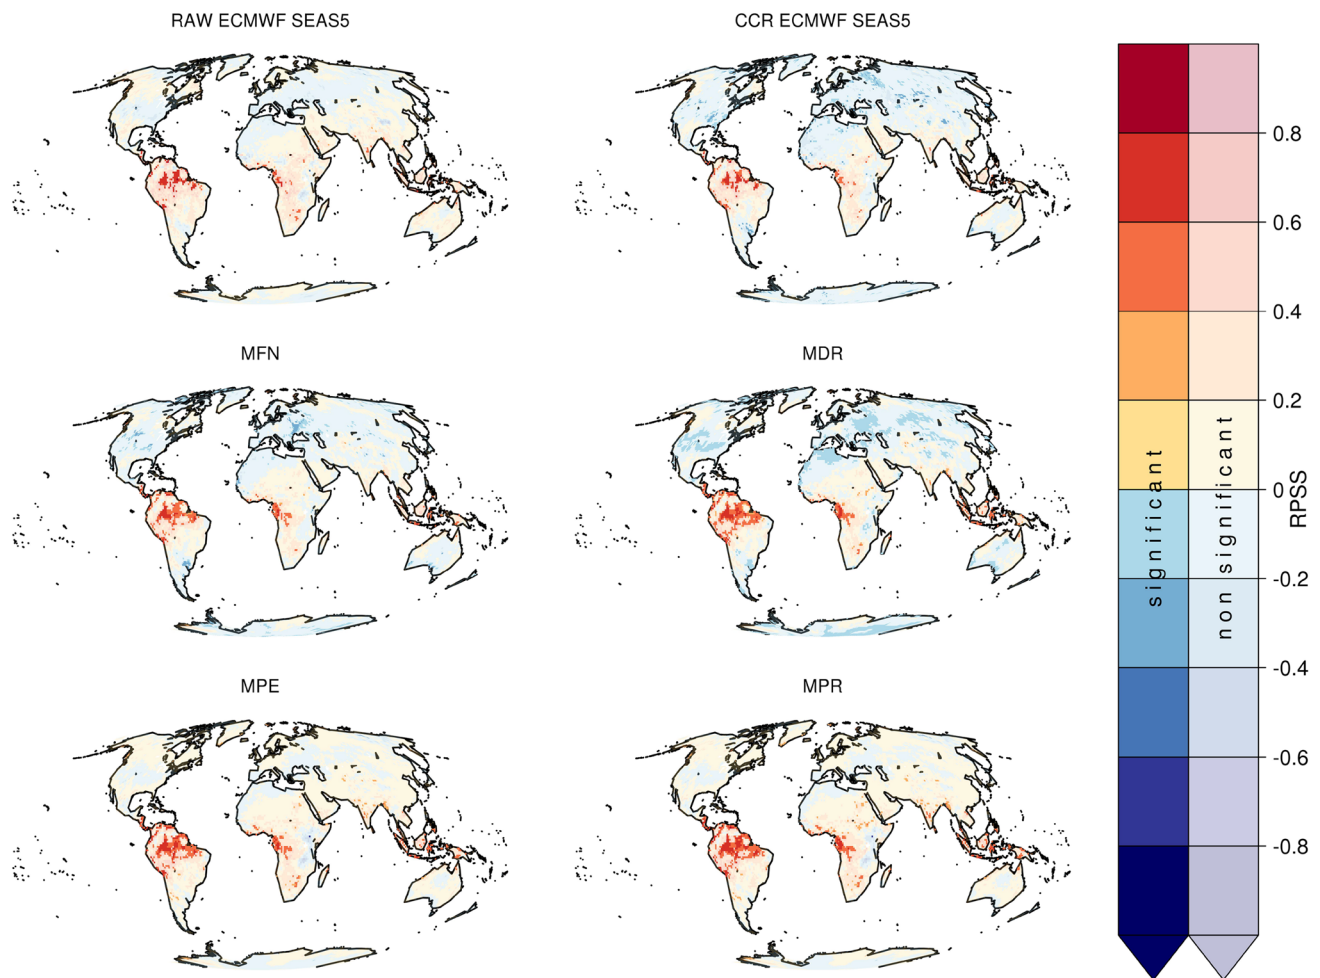 RAW ECMWF SEAS5
CCR ECMWF SEAS5
MFN
MDR
MPE
MPR
0.8
0.6
0.4
0.2
0
-0.2
-0.4
-0.6
-0.8
RPSS
significant
non significant